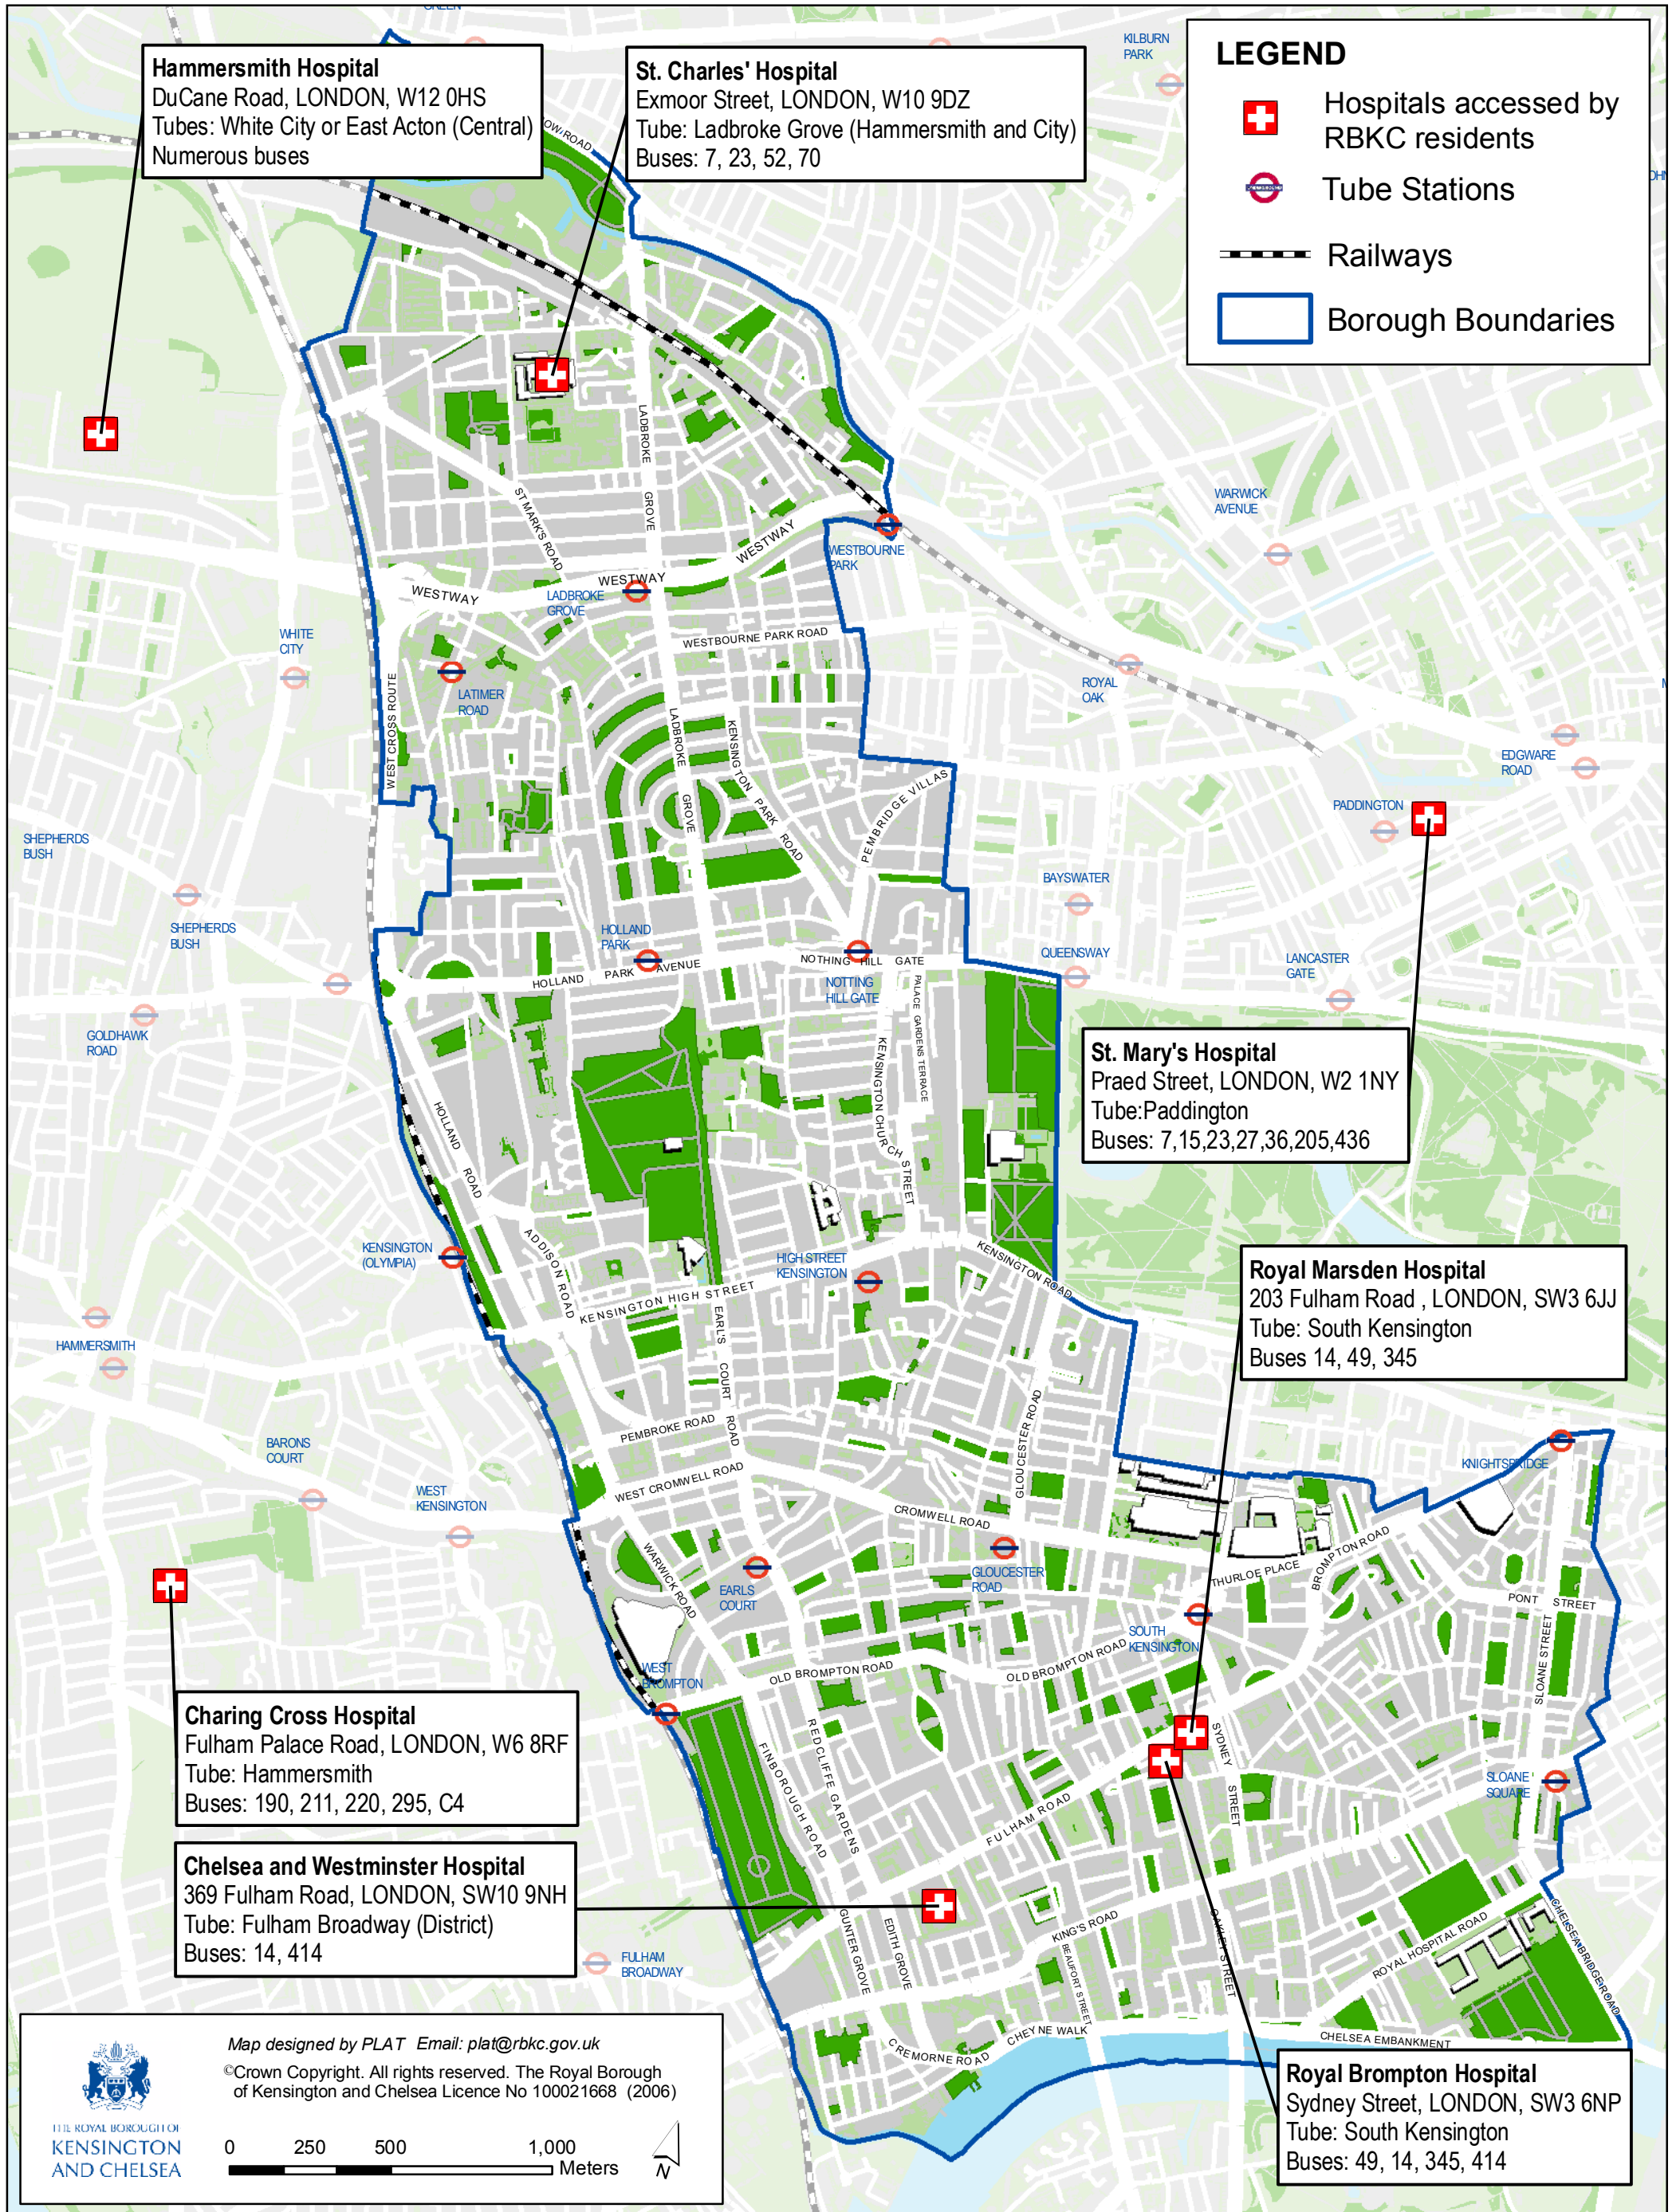 GREEN
KILBURN
PARK
Hammersmith Hospital
DuCane Road, LONDON, W12 0HS
Tubes: White City or East Acton (Central)
Numerous buses
St. Charles' Hospital
Exmoor Street, LONDON, W10 9DZ
Tube: Ladbroke Grove (Hammersmith and City)
Buses: 7, 23, 52, 70
LEGEND
Hospitals accessed by
RBKC residents
Tube Stations
Railways
Borough Boundaries
ROAD
LADBROKE
GROVE
ST MARK'S ROAD
WARWICK
AVENUE
WESTWAY
WESTBOURNE
PARK
WESTWAY
WESTWAY
LADBROKE
GROVE
WHITE
CITY
WESTBOURNE PARK ROAD
LATIMER
ROAD
WEST CROSS ROUTE
ROYAL
OAK
LADBROKE
GROVE
KENSINGTON PARK ROAD
EDGWARE
ROAD
PEMBRIDGE VILLAS
PADDINGTON
SHEPHERDS
BUSH
BAYSWATER
SHEPHERDS
BUSH
HOLLAND
PARK
HOLLAND PARK AVENUE
NOTHING HILL GATE
NOTTING
HILL GATE
QUEENSWAY
LANCASTER
GATE
PALACE GARDENS TERRACE
GOLDHAWK
ROAD
KENSINGTON CHURCH STREET
St. Mary's Hospital
Praed Street, LONDON, W2 1NY
Tube:Paddington
Buses: 7,15,23,27,36,205,436
HOLLAND ROAD
ADDISON ROAD
KENSINGTON
(OLYMPIA)
HIGH STREET
KENSINGTON
KENSINGTON ROAD
KENSINGTON HIGH STREET
Royal Marsden Hospital
203 Fulham Road , LONDON, SW3 6JJ
Tube: South Kensington
Buses 14, 49, 345
HAMMERSMITH
EARL'S COURT ROAD
PEMBROKE ROAD
GLOUCESTER ROAD
BARONS
COURT
WEST
KENSINGTON
KNIGHTSBRIDGE
WEST CROMWELL ROAD
CROMWELL ROAD
WARWICK ROAD
EARLS
COURT
GLOUCESTER
ROAD
THURLOE PLACE
BROMPTON ROAD
PONT STREET
SOUTH
KENSINGTON
SLOANE STREET
WEST
BROMPTON
OLD BROMPTON ROAD
OLD BROMPTON ROAD
Charing Cross Hospital
Fulham Palace Road, LONDON, W6 8RF
Tube: Hammersmith
Buses: 190, 211, 220, 295, C4
REDCLIFFE GARDENS
FINBOROUGH ROAD
SYDNEY
STREET
SLOANE
SQUARE
FULHAM ROAD
Chelsea and Westminster Hospital
369 Fulham Road, LONDON, SW10 9NH
Tube: Fulham Broadway (District)
Buses: 14, 414
GUNTER GROVE
EDITH GROVE
KING'S ROAD
BEAUFORT STREET
OAKLEY STREET
ROYAL HOSPITAL ROAD
CHELSEA BRIDGE ROAD
FULHAM
BROADWAY
CREMORNE ROAD
CHEYNE WALK
CHELSEA EMBANKMENT
Royal Brompton Hospital
Sydney Street, LONDON, SW3 6NP
Tube: South Kensington
Buses: 49, 14, 345, 414
Map designed by PLAT Email: plat@rbkc.gov.uk
©Crown Copyright. All rights reserved. The Royal Borough
of Kensington and Chelsea Licence No 100021668 (2006)
THE ROYAL BOROUGH OF
KENSINGTON
AND CHELSEA
0 250 500 1,000
Meters
N